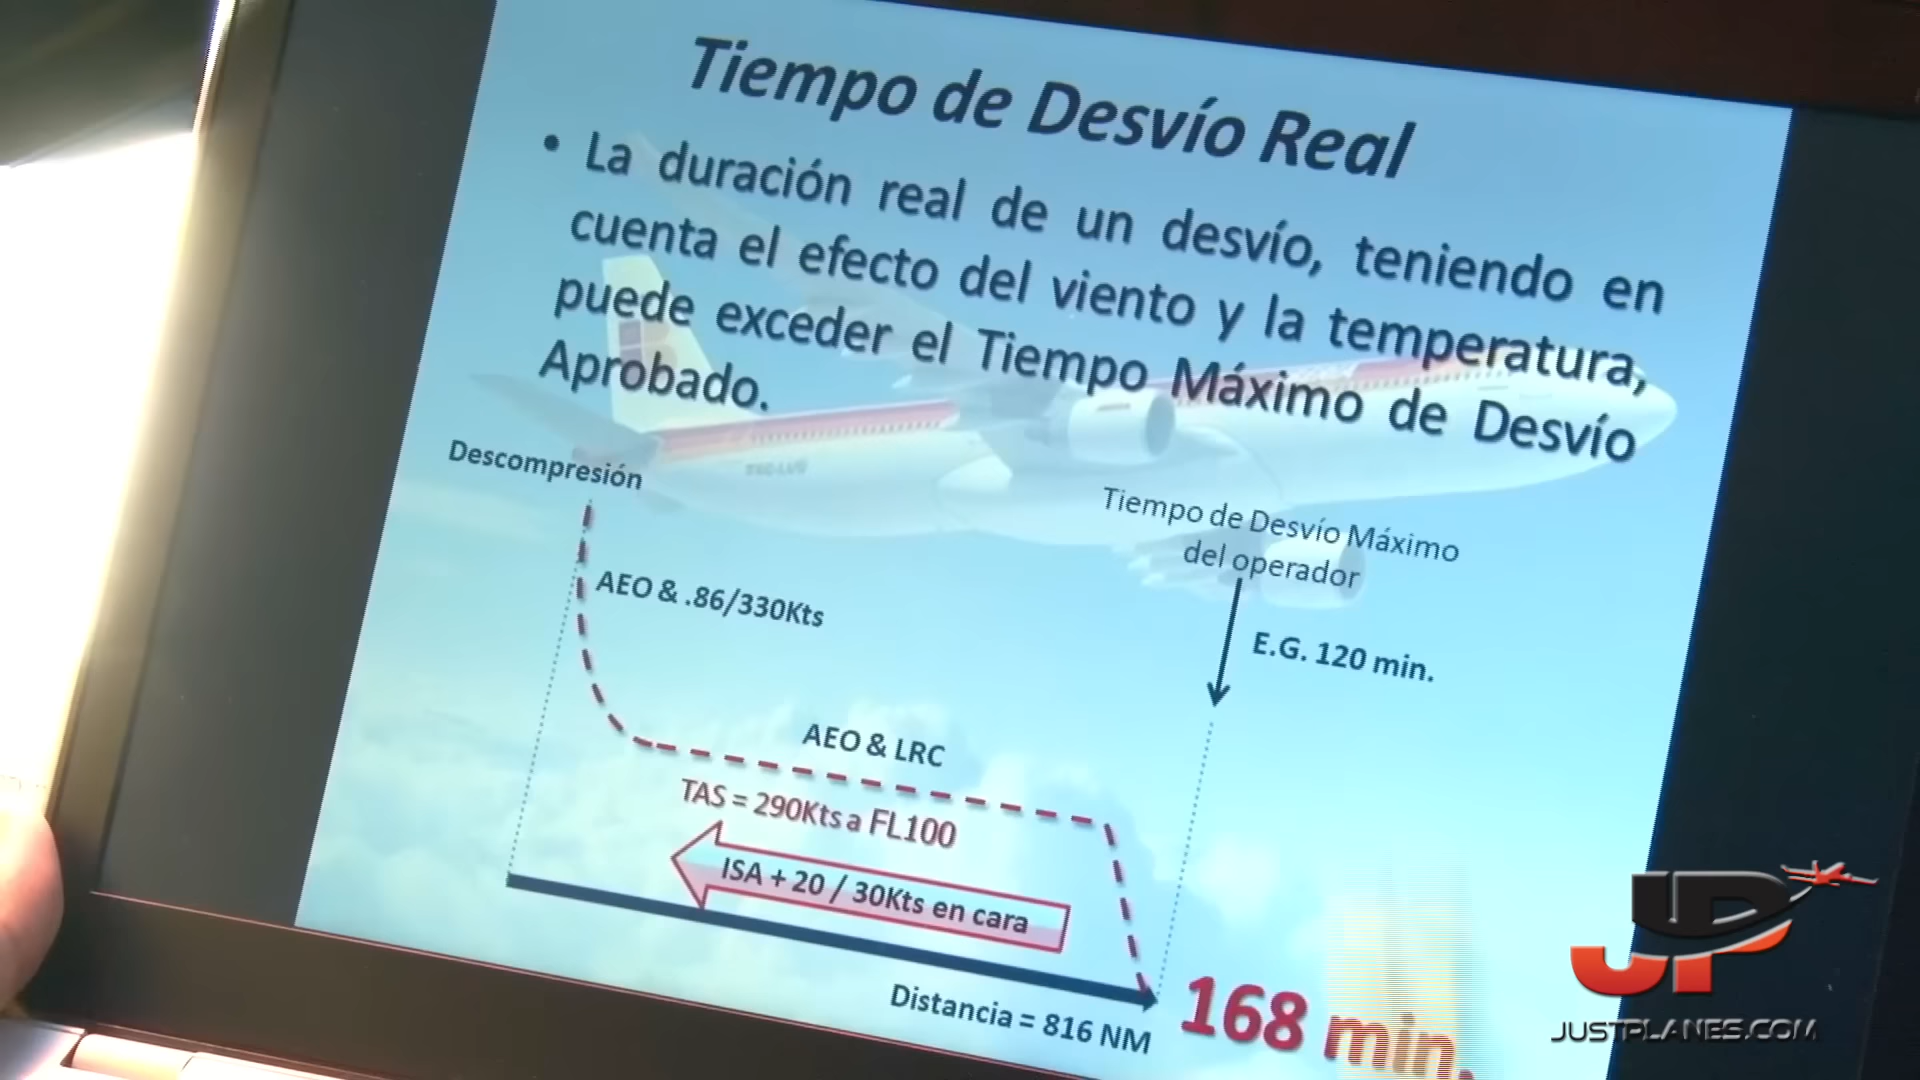 Tiempo de Desvío Real
• La duración real de un desvío, teniendo en
cuenta el efecto del viento y la temperatura,
puede exceder el Tiempo Máximo de Desvío
Aprobado.
Descompresión
Tiempo de Desvío Máximo
del operador
AEO & .86/330Kts
E.G. 120 min.
AEO & LRC
TAS = 290Kts a FL100
ISA + 20 / 30Kts en cara
Distancia = 816 NM
168 min.
JP
JUSTPLANES.COM